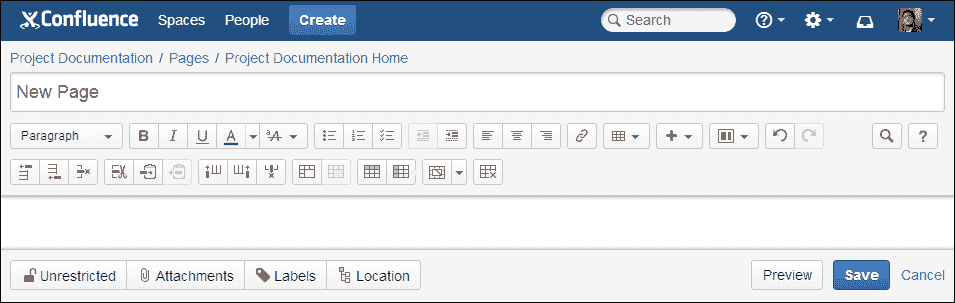 Confluence Spaces People Create Search
Project Documentation / Pages / Project Documentation Home
New Page
Paragraph B I U A ªA ?
Unrestricted Attachments Labels Location Preview Save Cancel